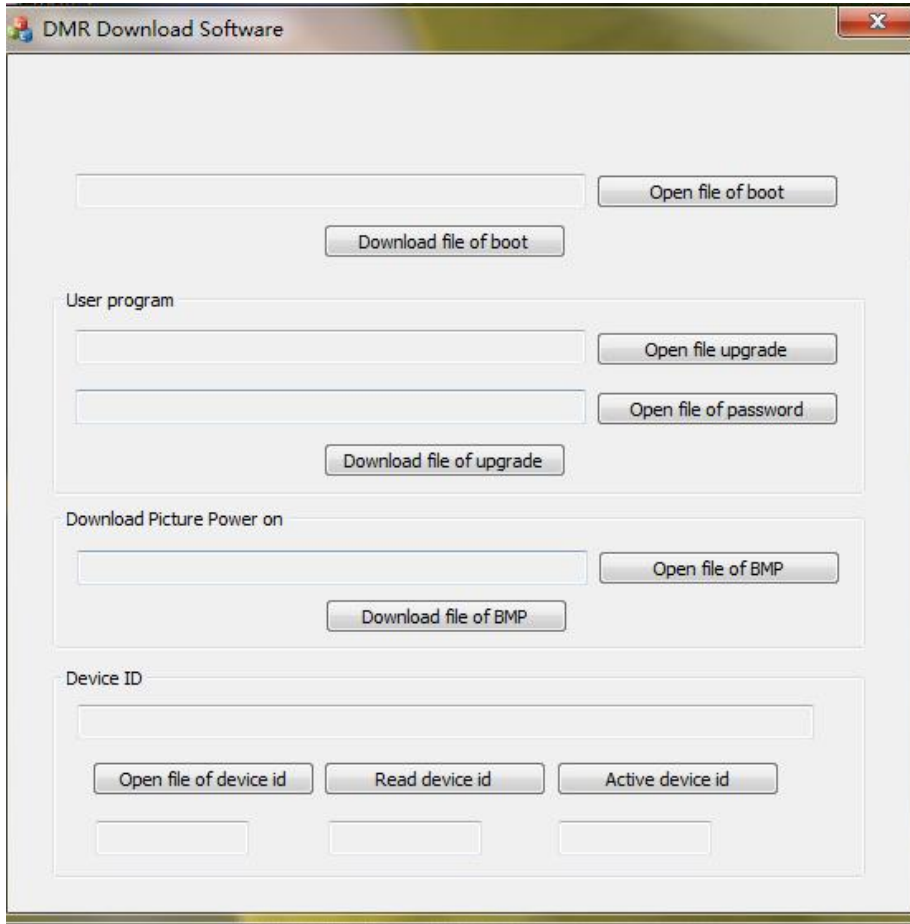 DMR Download Software
Open file of boot
Download file of boot
User program
Open file upgrade
Open file of password
Download file of upgrade
Download Picture Power on
Open file of BMP
Download file of BMP
Device ID
Open file of device id Read device id Active device id